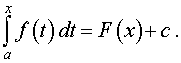 ∫ₐˣ f(t) dt = F(x) + c .